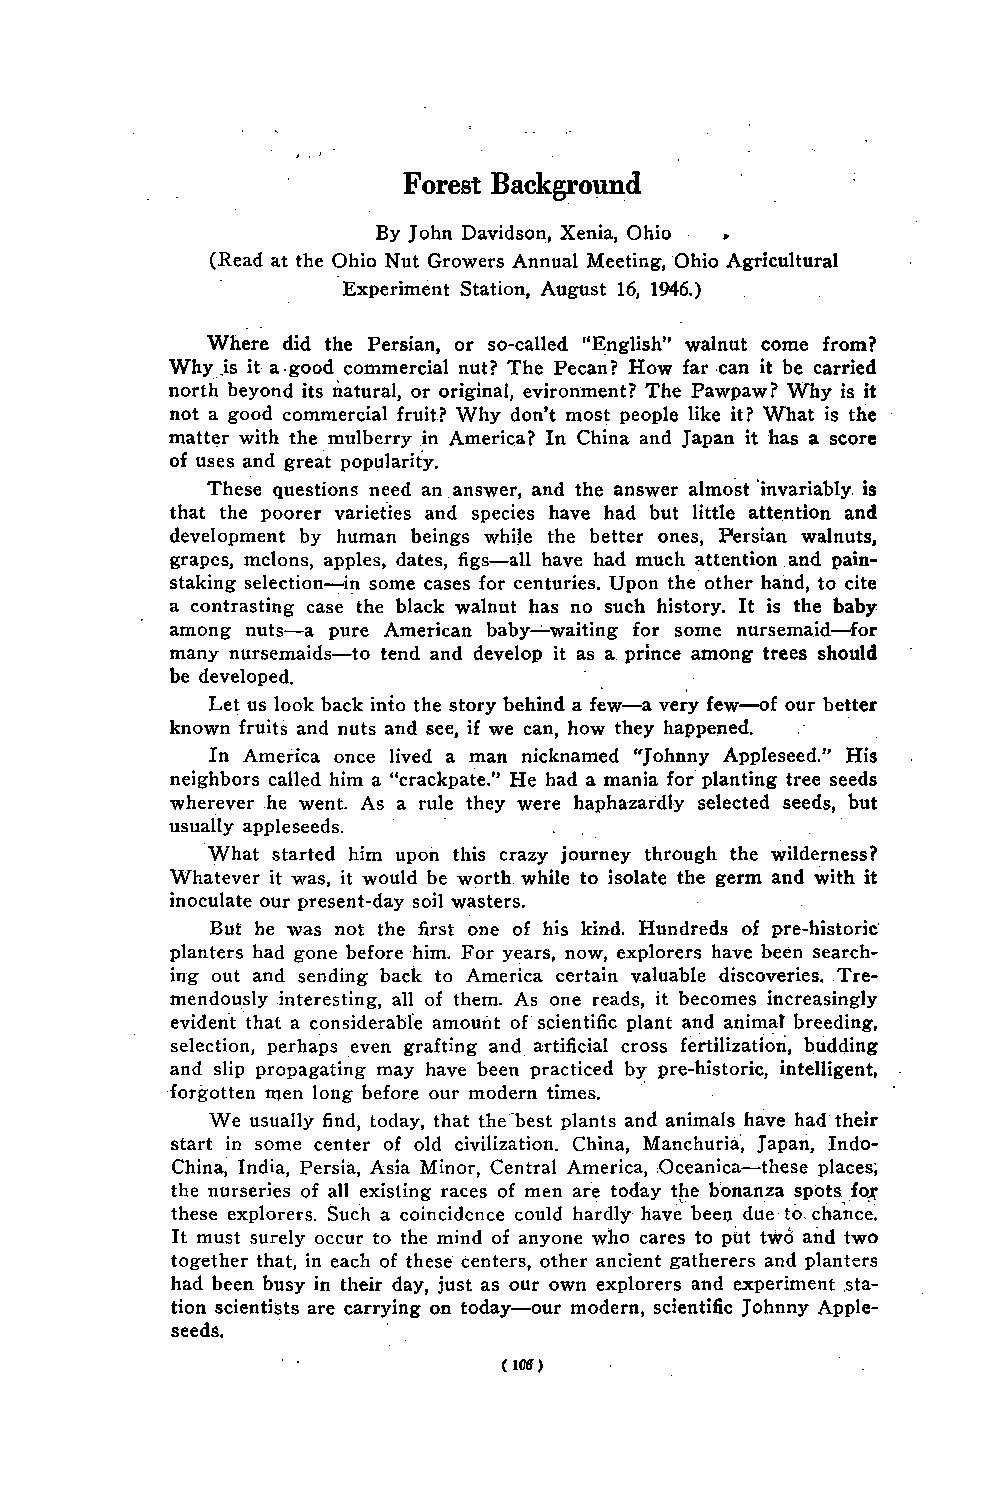 Forest Background
By John Davidson, Xenia, Ohio
(Read at the Ohio Nut Growers Annual Meeting, Ohio Agricultural
Experiment Station, August 16, 1946.)
Where did the Persian, or so-called "English" walnut come from?
Why is it a good commercial nut? The Pecan? How far can it be carried
north beyond its natural, or original, evironment? The Pawpaw? Why is it
not a good commercial fruit? Why don't most people like it? What is the
matter with the mulberry in America? In China and Japan it has a score
of uses and great popularity.
These questions need an answer, and the answer almost invariably is
that the poorer varieties and species have had but little attention and
development by human beings while the better ones, Persian walnuts,
grapes, melons, apples, dates, figs—all have had much attention and pain-
staking selection—in some cases for centuries. Upon the other hand, to cite
a contrasting case the black walnut has no such history. It is the baby
among nuts—a pure American baby—waiting for some nursemaid—for
many nursemaids—to tend and develop it as a prince among trees should
be developed.
Let us look back into the story behind a few—a very few—of our better
known fruits and nuts and see, if we can, how they happened.
In America once lived a man nicknamed "Johnny Appleseed." His
neighbors called him a "crackpate." He had a mania for planting tree seeds
wherever he went. As a rule they were haphazardly selected seeds, but
usually appleseeds.
What started him upon this crazy journey through the wilderness?
Whatever it was, it would be worth while to isolate the germ and with it
inoculate our present-day soil wasters.
But he was not the first one of his kind. Hundreds of pre-historic
planters had gone before him. For years, now, explorers have been search-
ing out and sending back to America certain valuable discoveries. Tre-
mendously interesting, all of them. As one reads, it becomes increasingly
evident that a considerable amount of scientific plant and animal breeding,
selection, perhaps even grafting and artificial cross fertilization, budding
and slip propagating may have been practiced by pre-historic, intelligent,
forgotten men long before our modern times.
We usually find, today, that the best plants and animals have had their
start in some center of old civilization. China, Manchuria, Japan, Indo-
China, India, Persia, Asia Minor, Central America, Oceanica—these places,
the nurseries of all existing races of men are today the bonanza spots for
these explorers. Such a coincidence could hardly have been due to chance.
It must surely occur to the mind of anyone who cares to put two and two
together that, in each of these centers, other ancient gatherers and planters
had been busy in their day, just as our own explorers and experiment sta-
tion scientists are carrying on today—our modern, scientific Johnny Apple-
seeds.
(106)